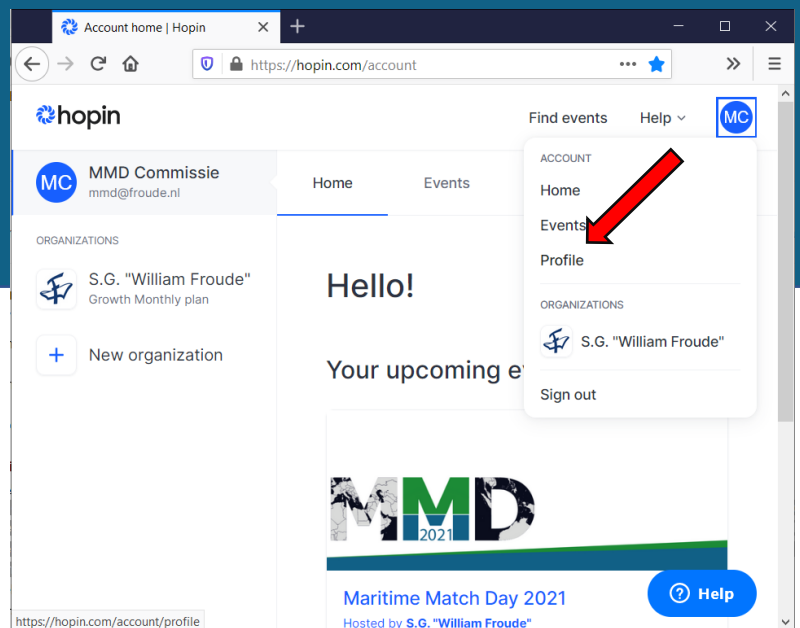 Account home | Hopin
https://hopin.com/account
hopin
Find events
Help
MC
MC
MMD Commissie
mmd@froude.nl
ORGANIZATIONS
S.G. "William Froude"
Growth Monthly plan
New organization
Home
Events
Hello!
Your upcoming e
ACCOUNT
Home
Events
Profile
ORGANIZATIONS
S.G. "William Froude"
Sign out
MMD
2021
Maritime Match Day 2021
Hosted by S.G. "William Froude"
Help
https://hopin.com/account/profile